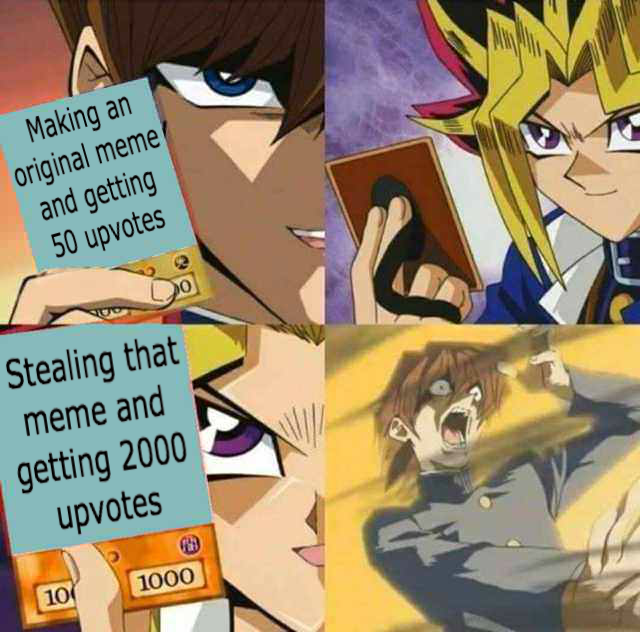 Making an
original meme
and getting
50 upvotes
Stealing that
meme and
getting 2000
upvotes
1000